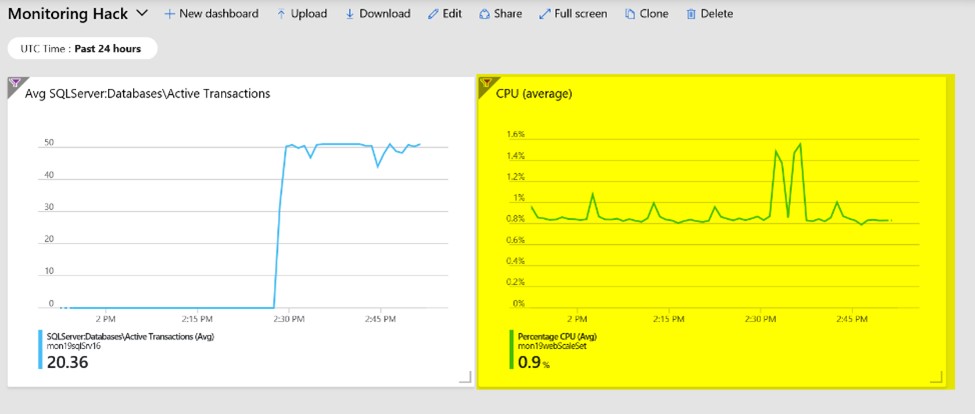 Monitoring Hack New dashboard Upload Download Edit Share Full screen Clone Delete
UTC Time : Past 24 hours
Avg SQLServer:Databases\Active Transactions
50
40
30
20
10
0
2 PM 2:15 PM 2:30 PM 2:45 PM
SQLServer:Databases\Active Transactions (Avg)
mon19sqlSrv16
20.36
CPU (average)
1.6%
1.4%
1.2%
1%
0.8%
0.6%
0.4%
0.2%
0%
2 PM 2:15 PM 2:30 PM 2:45 PM
Percentage CPU (Avg)
mon19webScaleSet
0.9 %